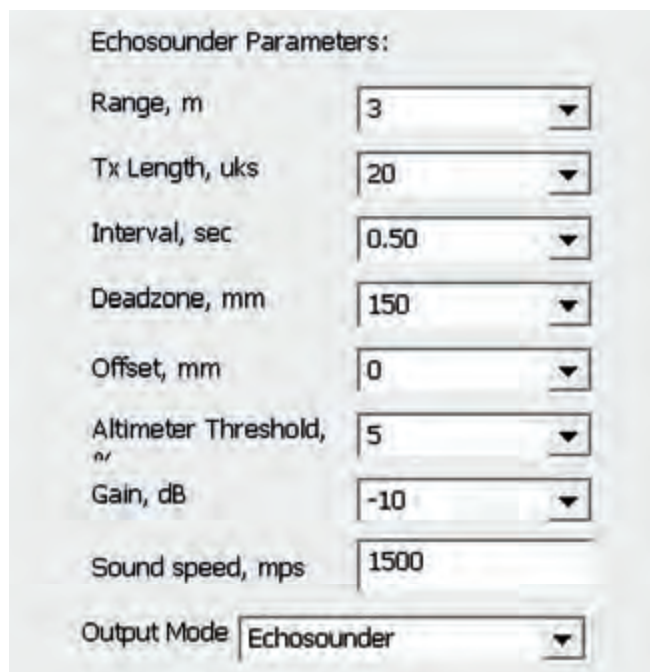 Echosounder Parameters:
Range, m 3
Tx Length, uks 20
Interval, sec 0.50
Deadzone, mm 150
Offset, mm 0
Altimeter Threshold, 5
%
Gain, dB -10
Sound speed, mps 1500
Output Mode Echosounder